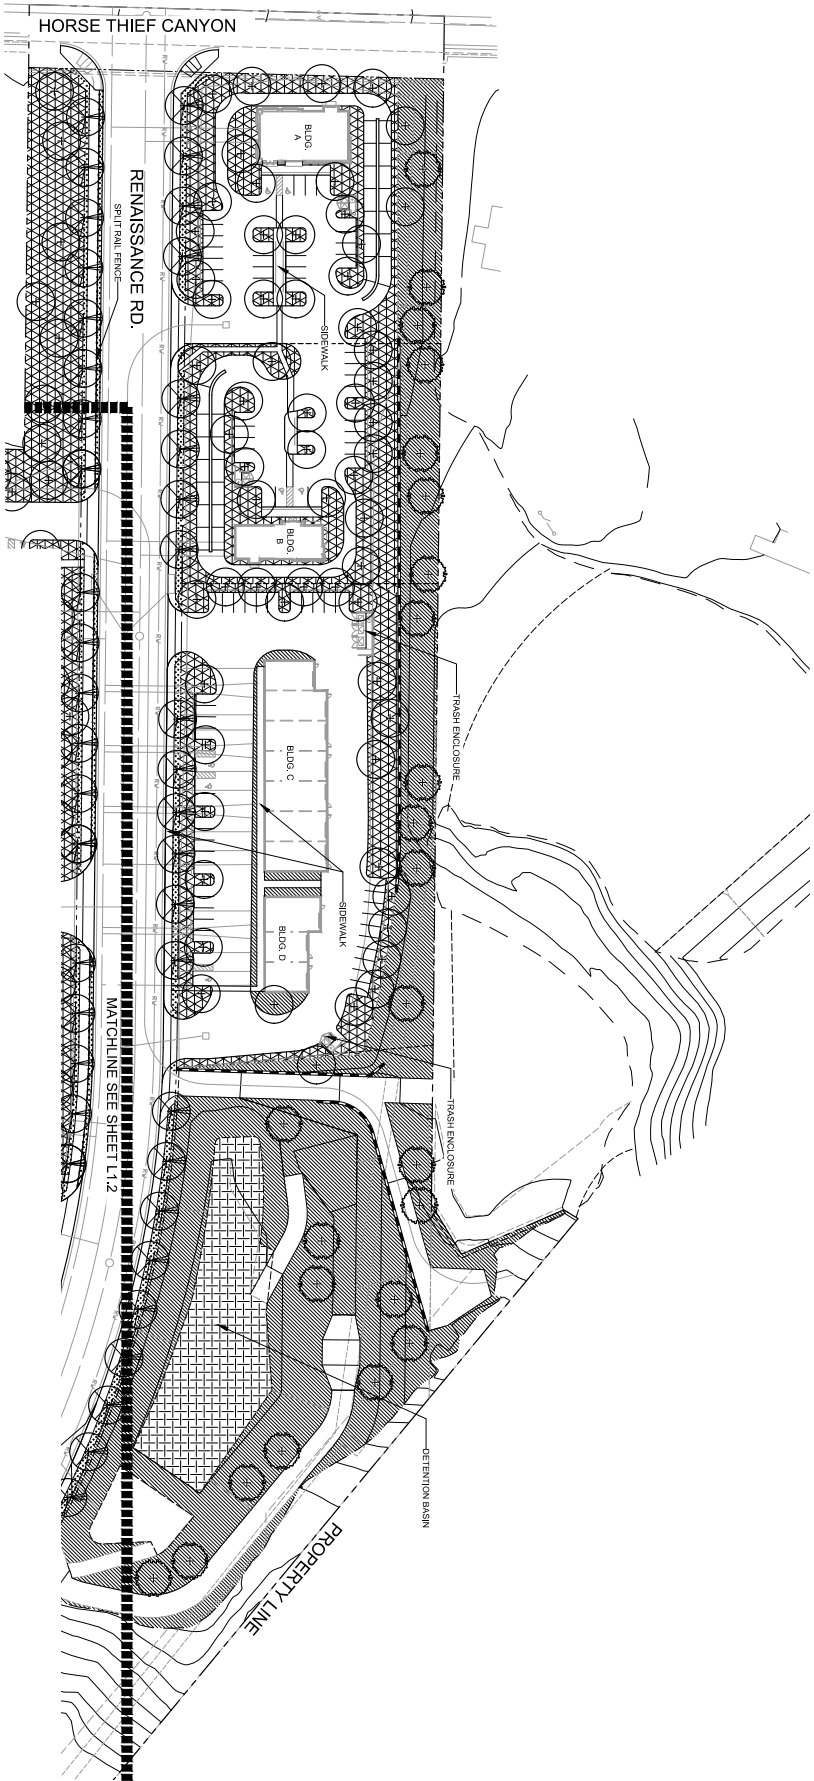 HORSE THIEF CANYON
BLDG.
A
RENAISSANCE RD.
SPLIT RAIL FENCE
SIDEWALK
BLDG.
B
TRASH ENCLOSURE
BLDG. C
SIDEWALK
BLDG. D
MATCHLINE SEE SHEET L1.2
TRASH ENCLOSURE
DETENTION BASIN
PROPERTY LINE